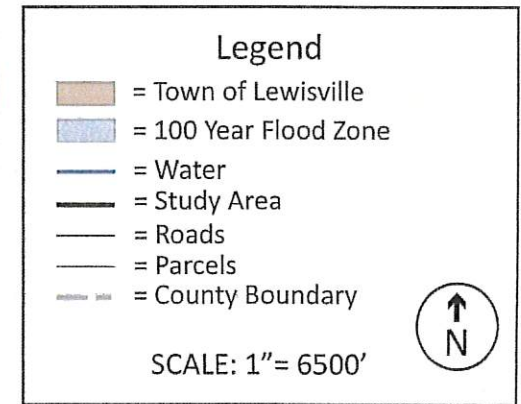 Legend
= Town of Lewisville
= 100 Year Flood Zone
= Water
= Study Area
= Roads
= Parcels
= County Boundary
N
SCALE: 1”= 6500’